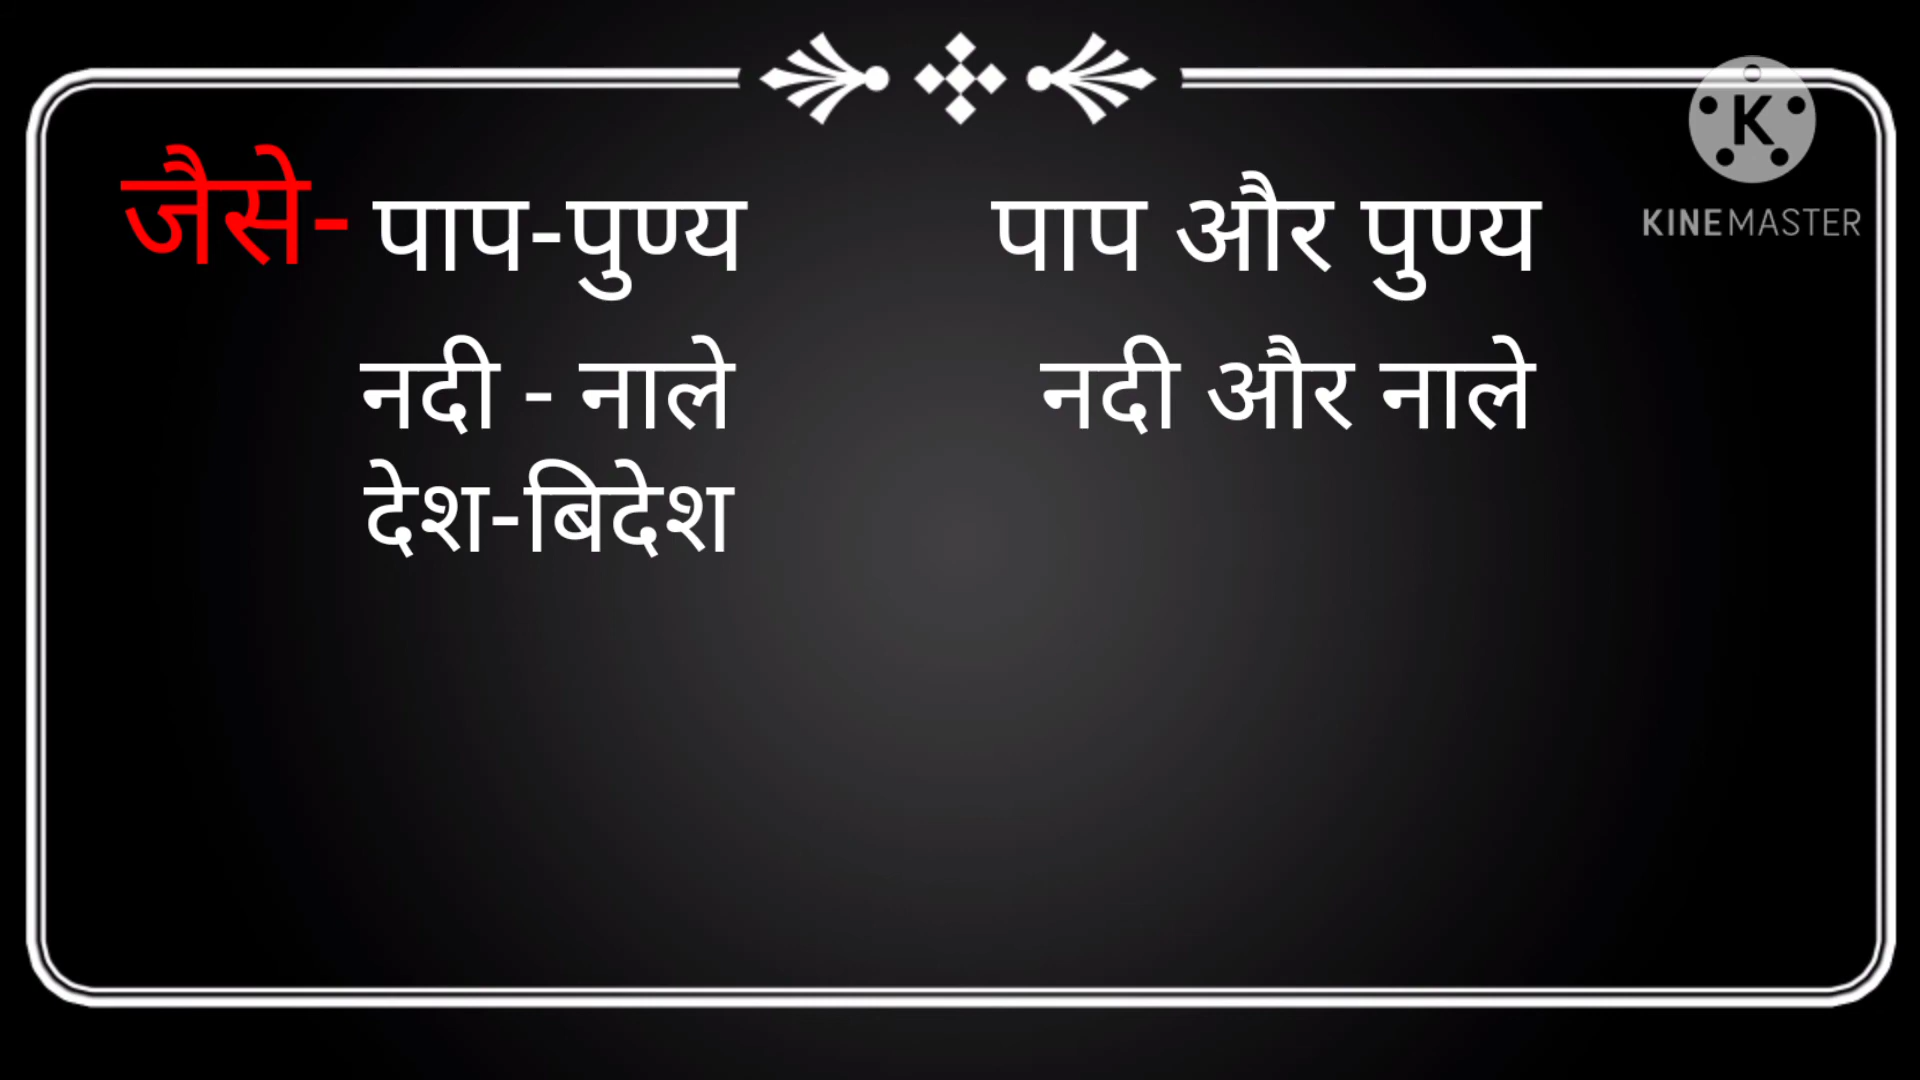 जैसे- पाप-पुण्य पाप और पुण्य
KINEMASTER
नदी - नाले नदी और नाले
देश-बिदेश